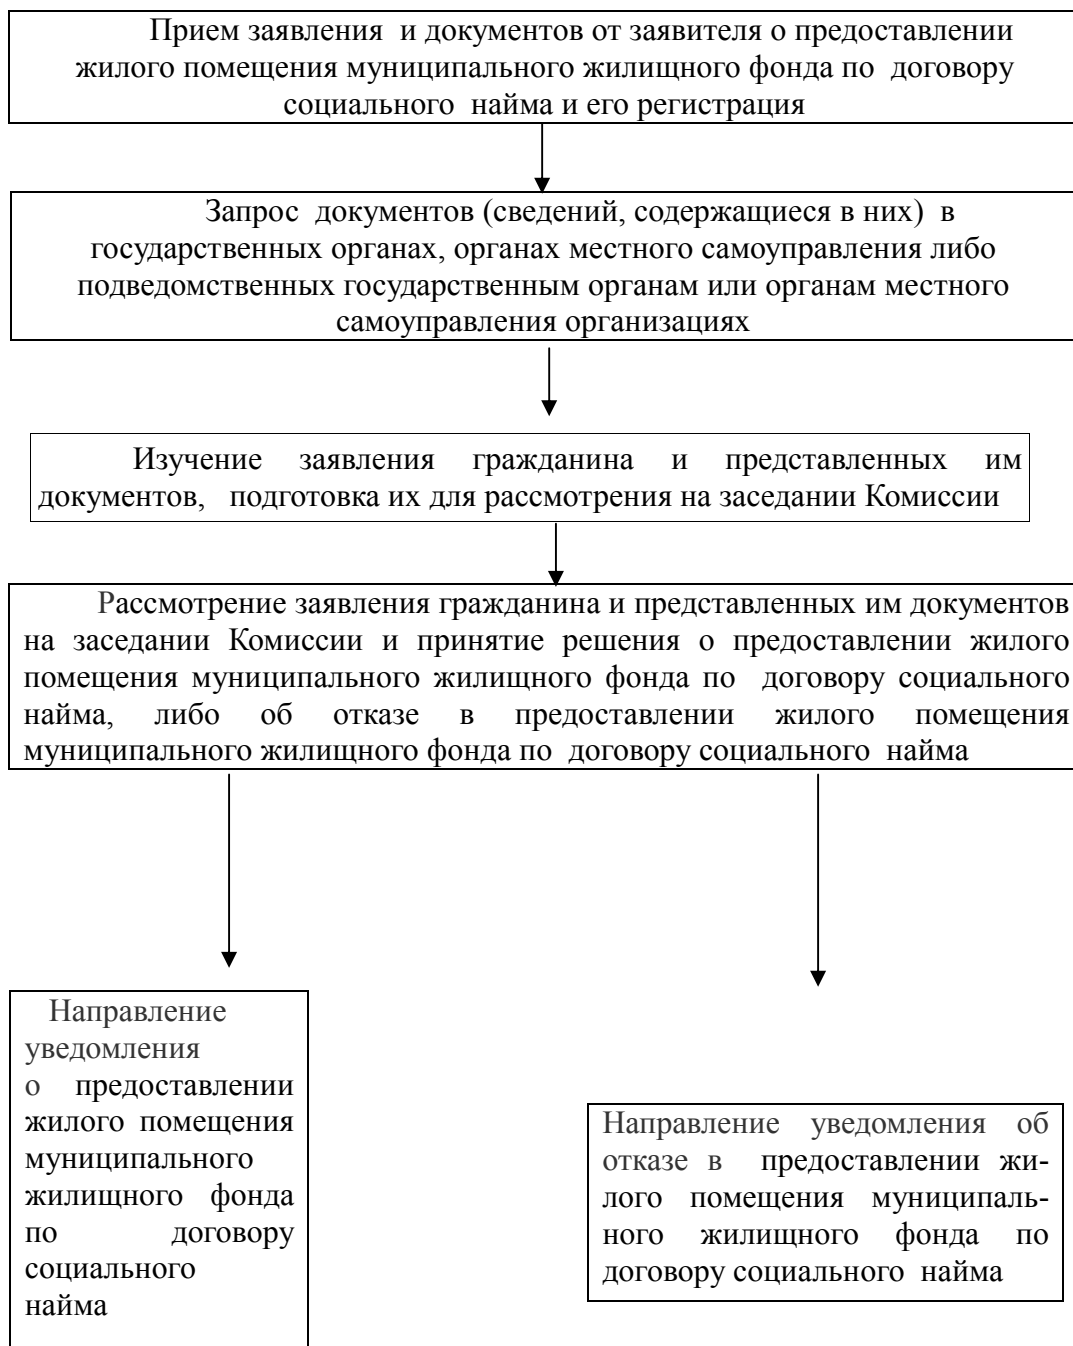 Прием заявления и документов от заявителя о предоставлении
жилого помещения муниципального жилищного фонда по договору
социального найма и его регистрация
Запрос документов (сведений, содержащиеся в них) в
государственных органах, органах местного самоуправления либо
подведомственных государственным органам или органам местного
самоуправления организациях
Изучение заявления гражданина и представленных им
документов, подготовка их для рассмотрения на заседании Комиссии
Рассмотрение заявления гражданина и представленных им документов
на заседании Комиссии и принятие решения о предоставлении жилого
помещения муниципального жилищного фонда по договору социального
найма, либо об отказе в предоставлении жилого помещения
муниципального жилищного фонда по договору социального найма
Направление
уведомления
о предоставлении
жилого помещения
муниципального
жилищного фонда
по договору
социального
найма
Направление уведомления об
отказе в предоставлении жи-
лого помещения муниципаль-
ного жилищного фонда по
договору социального найма